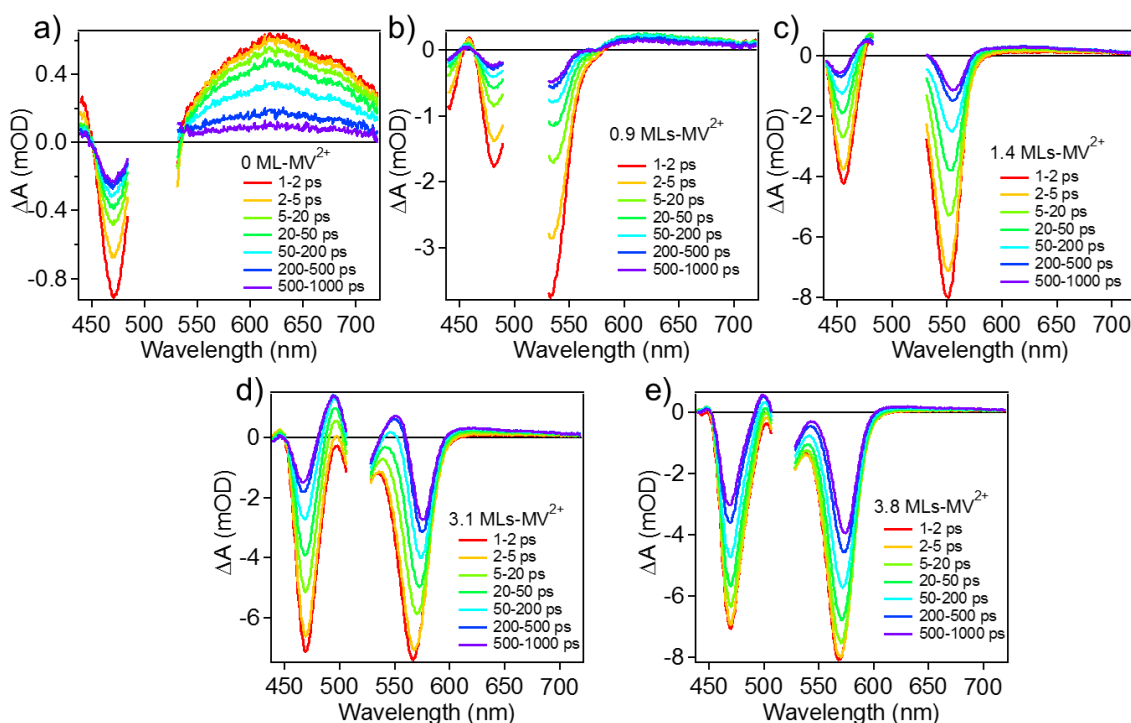 a)
ΔA (mOD)
0.4
0.0
-0.4
-0.8
0 ML-MV²⁺
1-2 ps
2-5 ps
5-20 ps
20-50 ps
50-200 ps
200-500 ps
500-1000 ps
450 500 550 600 650 700
Wavelength (nm)
b)
ΔA (mOD)
0
-1
-2
-3
0.9 MLs-MV²⁺
1-2 ps
2-5 ps
5-20 ps
20-50 ps
50-200 ps
200-500 ps
500-1000 ps
450 500 550 600 650 700
Wavelength (nm)
c)
ΔA (mOD)
0
-2
-4
-6
-8
1.4 MLs-MV²⁺
1-2 ps
2-5 ps
5-20 ps
20-50 ps
50-200 ps
200-500 ps
500-1000 ps
450 500 550 600 650 700
Wavelength (nm)
d)
ΔA (mOD)
0
-2
-4
-6
3.1 MLs-MV²⁺
1-2 ps
2-5 ps
5-20 ps
20-50 ps
50-200 ps
200-500 ps
500-1000 ps
450 500 550 600 650 700
Wavelength (nm)
e)
ΔA (mOD)
0
-2
-4
-6
-8
3.8 MLs-MV²⁺
1-2 ps
2-5 ps
5-20 ps
20-50 ps
50-200 ps
200-500 ps
500-1000 ps
450 500 550 600 650 700
Wavelength (nm)